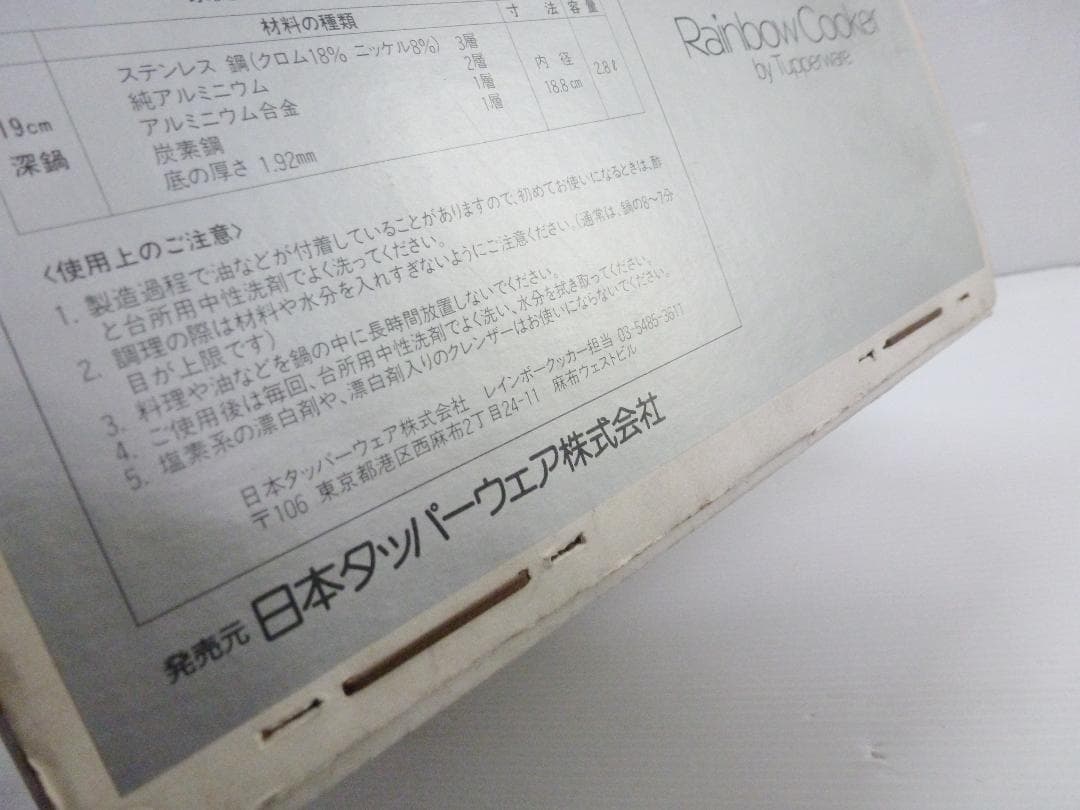 材料の種類
寸 法
容量
19cm
深鍋
ステンレス 鋼(クロム18% ニッケル8%) 3層
純アルミニウム 2層
アルミニウム合金 1層
炭素鋼 1層
底の厚さ 1.92mm
内 径
18.8cm
2.8ℓ
Rainbow Cooker
by Tupperware
〈使用上のご注意〉
1. 製造過程で油などが付着していることがありますので、初めてお使いになるときは、酢
と台所用中性洗剤でよく洗ってください。
2. 調理の際は材料や水分を入れすぎないようにご注意ください。(通常は、鍋の8〜7分
目が上限です)
3. 料理や油などを鍋の中に長時間放置しないでください。
4. ご使用後は毎回、台所用中性洗剤でよく洗い、水分を拭き取ってください。
5. 塩素系の漂白剤や、漂白剤入りのクレンザーはお使いにならないでください。
日本タッパーウェア株式会社 レインボークッカー担当 03-5485-3611
〒106 東京都港区西麻布2丁目24-11 麻布ウェストビル
発売元 日本タッパーウェア株式会社